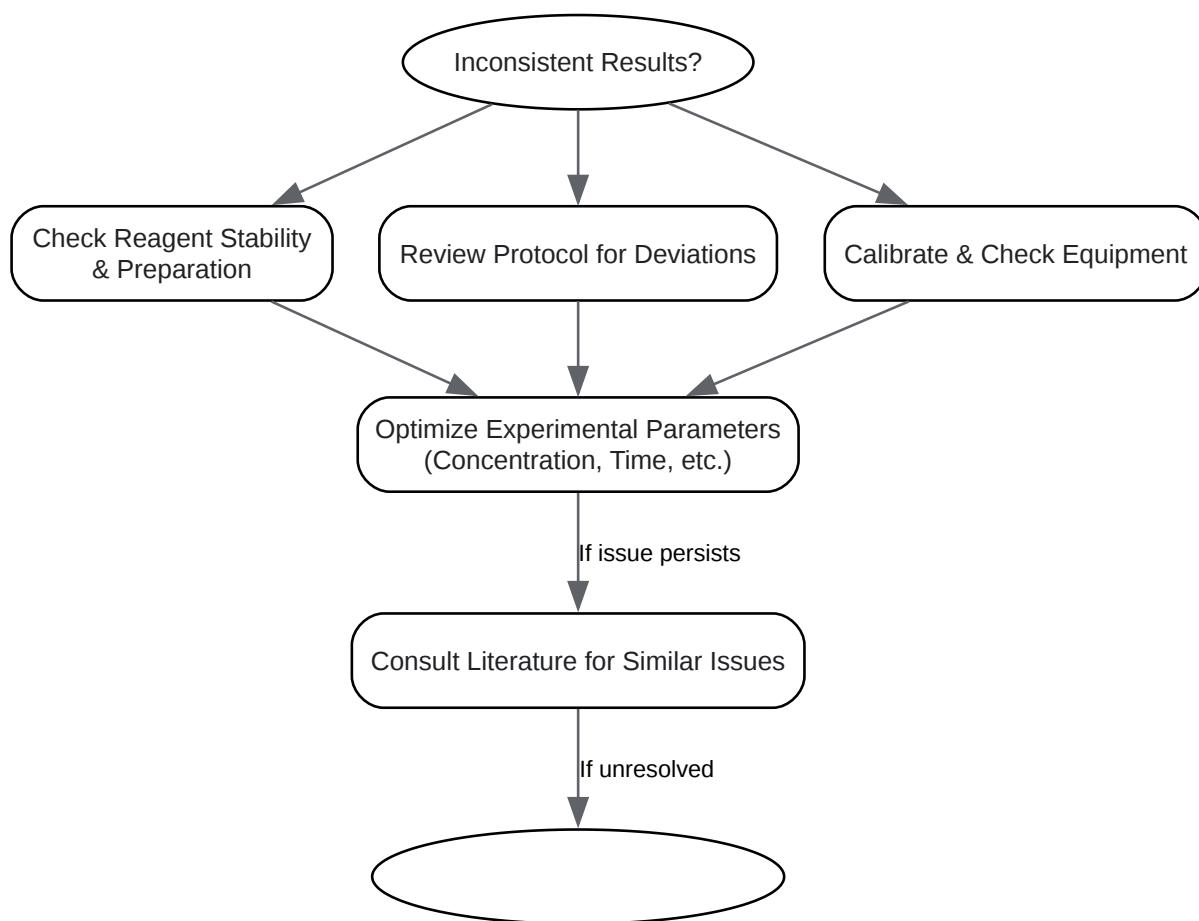 Inconsistent Results?
Check Reagent Stability
& Preparation
Review Protocol for Deviations
Calibrate & Check Equipment
Optimize Experimental Parameters
(Concentration, Time, etc.)
If issue persists
Consult Literature for Similar Issues
If unresolved